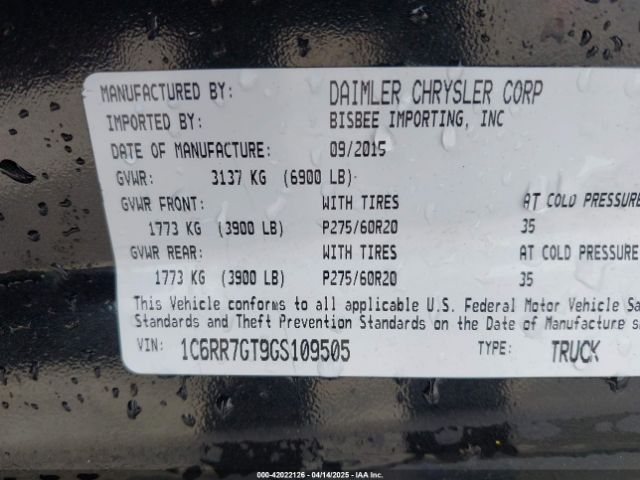 MANUFACTURED BY: DAIMLER CHRYSLER CORP
IMPORTED BY: BISBEE IMPORTING, INC
DATE OF MANUFACTURE: 09/2015
GVWR: 3137 KG (6900 LB)
GVWR FRONT: WITH TIRES AT COLD PRESSURE
1773 KG (3900 LB) P275/60R20 35
GVWR REAR: WITH TIRES AT COLD PRESSURE
1773 KG (3900 LB) P275/60R20 35
This Vehicle conforms to all applicable U.S. Federal Motor Vehicle Sa
Standards and Theft Prevention Standards on the Date of Manufacture s
VIN: 1C6RR7GT9GS109505 TYPE: TRUCK
000-42022126 - 04/14/2025 - IAA Inc.